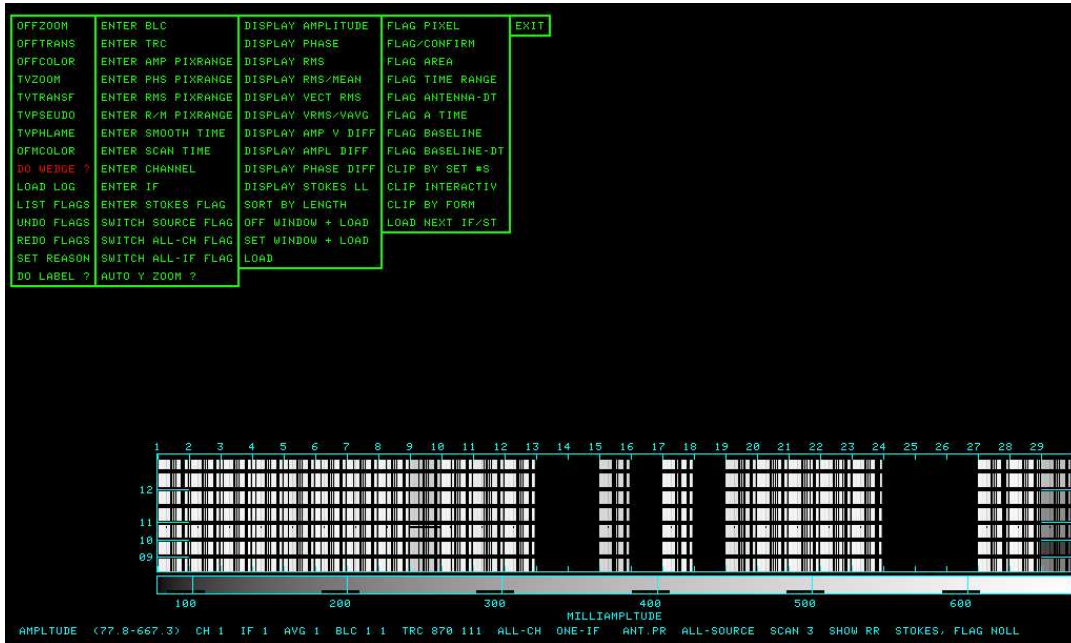 OFFZOOM ENTER BLC DISPLAY AMPLITUDE FLAG PIXEL EXIT
OFFTRANS ENTER TRC DISPLAY PHASE FLAG/CONFIRM
OFFCOLOR ENTER AMP PIXRANGE DISPLAY RMS FLAG AREA
TVZOOM ENTER PHS PIXRANGE DISPLAY RMS/MEAN FLAG TIME RANGE
TVTRANSF ENTER RMS PIXRANGE DISPLAY VECT RMS FLAG ANTENNA-DT
TVPSEUDO ENTER R/M PIXRANGE DISPLAY VRMS/VAVG FLAG A TIME
TVPHLAME ENTER SMOOTH TIME DISPLAY AMP V DIFF FLAG BASELINE
OFMCOLOR ENTER SCAN TIME DISPLAY AMPL DIFF FLAG BASELINE-DT
DO WEDGE ? ENTER CHANNEL DISPLAY PHASE DIFF CLIP BY SET #S
LOAD LOG ENTER IF DISPLAY STOKES LL CLIP INTERACTIV
LIST FLAGS ENTER STOKES FLAG SORT BY LENGTH CLIP BY FORM
UNDO FLAGS SWITCH SOURCE FLAG OFF WINDOW + LOAD LOAD NEXT IF/ST
REDO FLAGS SWITCH ALL-CH FLAG SET WINDOW + LOAD
SET REASON SWITCH ALL-IF FLAG LOAD
DO LABEL ? AUTO Y ZOOM ?
1 2 3 4 5 6 7 8 9 10 11 12 13 14 15 16 17 18 19 20 21 22 23 24 25 26 27 28 29
12
11
10
09
100 200 300 400 500 600
MILLIAMPLTUDE
AMPLTUDE (77.8-667.3) CH 1 IF 1 AVG 1 BLC 1 1 TRC 870 111 ALL-CH ONE-IF ANT.PR ALL-SOURCE SCAN 3 SHOW RR STOKES, FLAG NOLL